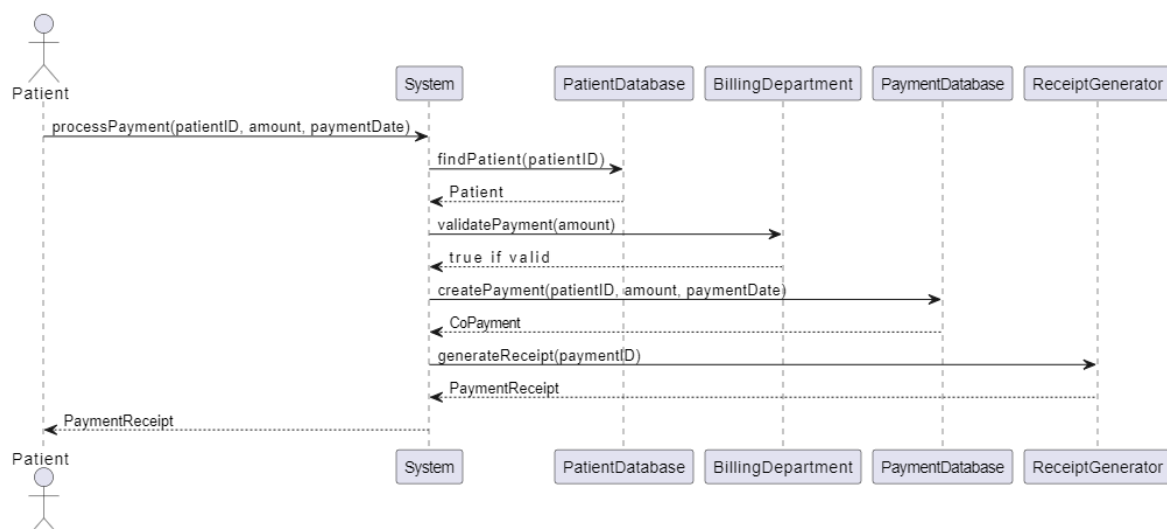 Patient
System
PatientDatabase
BillingDepartment
PaymentDatabase
ReceiptGenerator
processPayment(patientID, amount, paymentDate)
findPatient(patientID)
Patient
validatePayment(amount)
true if valid
createPayment(patientID, amount, paymentDate)
CoPayment
generateReceipt(paymentID)
PaymentReceipt
PaymentReceipt
Patient
System
PatientDatabase
BillingDepartment
PaymentDatabase
ReceiptGenerator